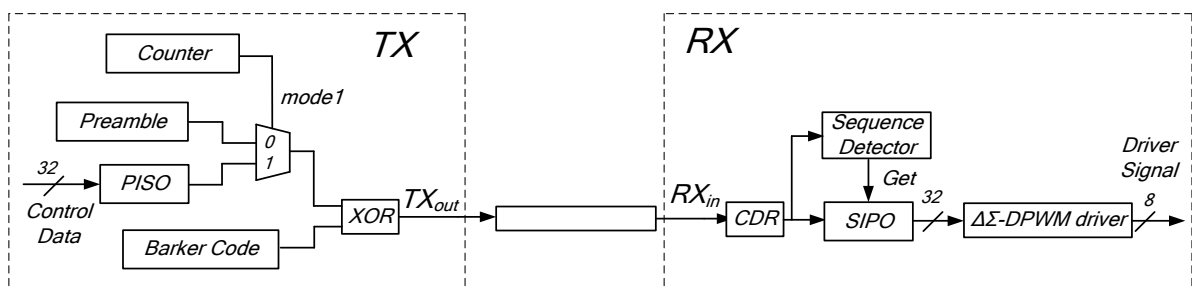 TX
Counter
mode1
Preamble
0
1
32
PISO
Control
Data
Barker Code
XOR
TXout
RX
RXin
CDR
Sequence
Detector
Get
SIPO
32
ΔΣ-DPWM driver
Driver
Signal
8